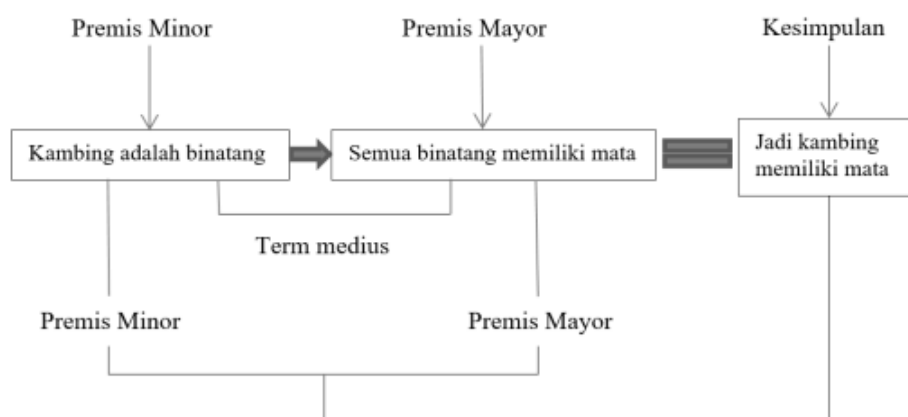 Premis Minor
Premis Mayor
Kesimpulan
Kambing adalah binatang
Semua binatang memiliki mata
Jadi kambing
memiliki mata
Term medius
Premis Minor
Premis Mayor